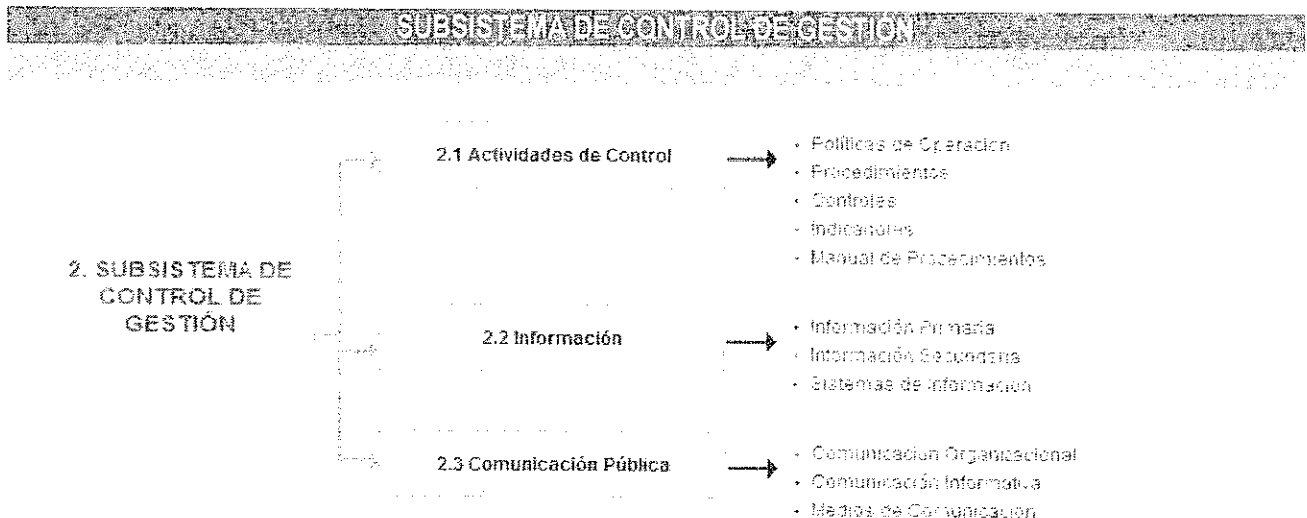 SUBSISTEMA DE CONTROL DE GESTIÓN
2. SUBSISTEMA DE
CONTROL DE
GESTIÓN
2.1 Actividades de Control
- Políticas de Operación
- Procedimientos
- Controles
- Indicadores
- Manual de Procedimientos
2.2 Información
- Información Primaria
- Información Secundaria
- Sistemas de Información
2.3 Comunicación Pública
- Comunicación Organizacional
- Comunicación Informativa
- Medios de Comunicación